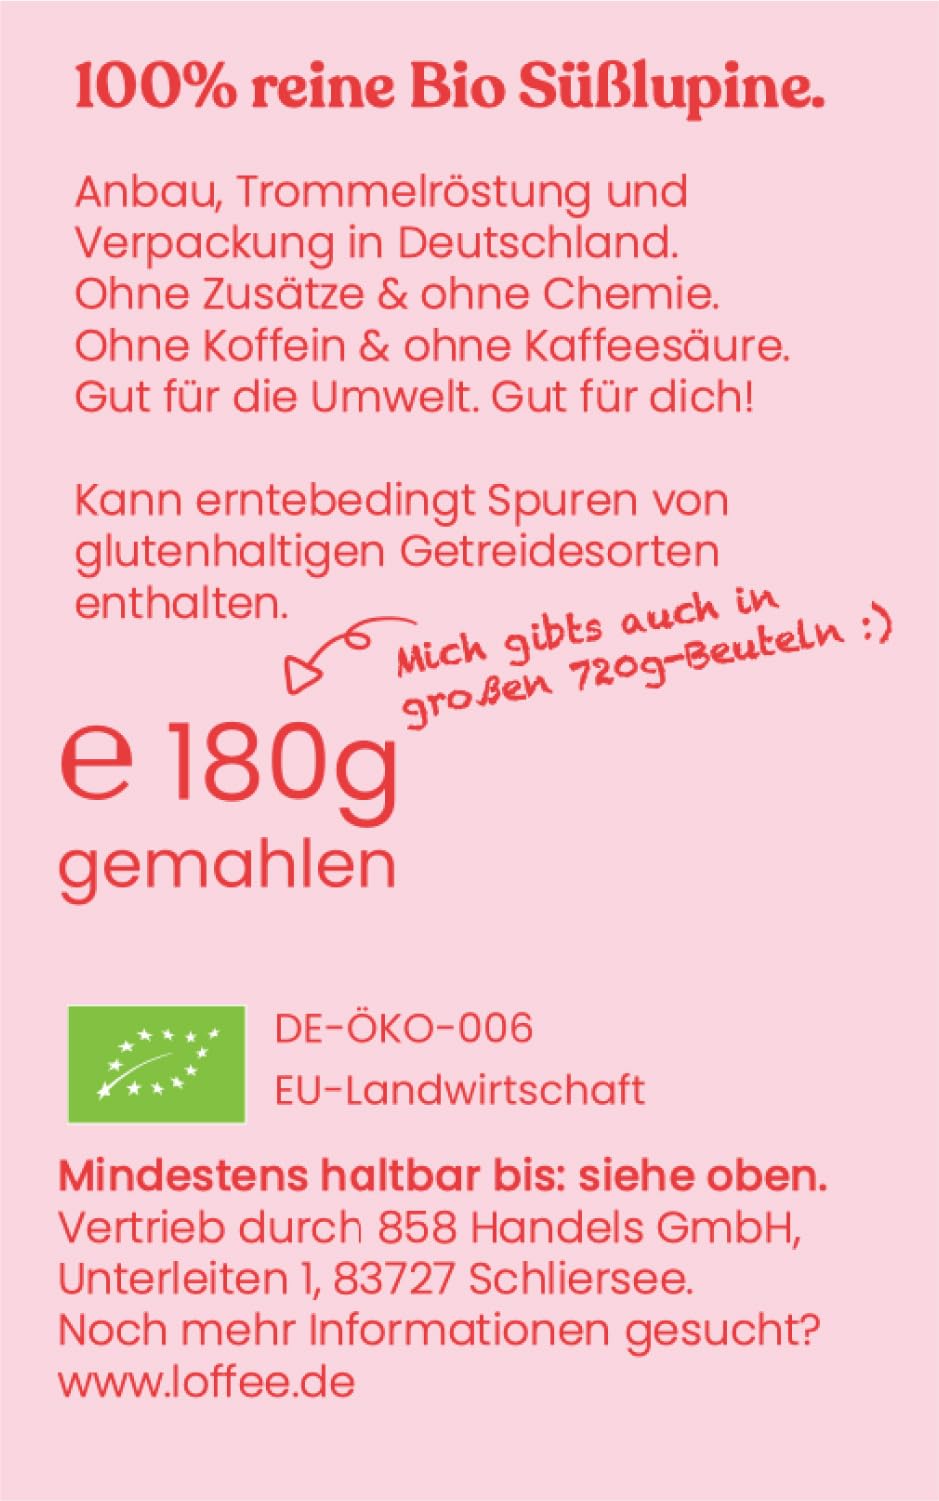 100% reine Bio Süßlupine.
Anbau, Trommelröstung und
Verpackung in Deutschland.
Ohne Zusätze & ohne Chemie.
Ohne Koffein & ohne Kaffeesäure.
Gut für die Umwelt. Gut für dich!
Kann erntebedingt Spuren von
glutenhaltigen Getreidesorten
enthalten.
Mich gibts auch in
großen 720g-Beuteln :)
℮ 180g
gemahlen
DE-ÖKO-006
EU-Landwirtschaft
Mindestens haltbar bis: siehe oben.
Vertrieb durch 858 Handels GmbH,
Unterleiten 1, 83727 Schliersee.
Noch mehr Informationen gesucht?
www.loffee.de